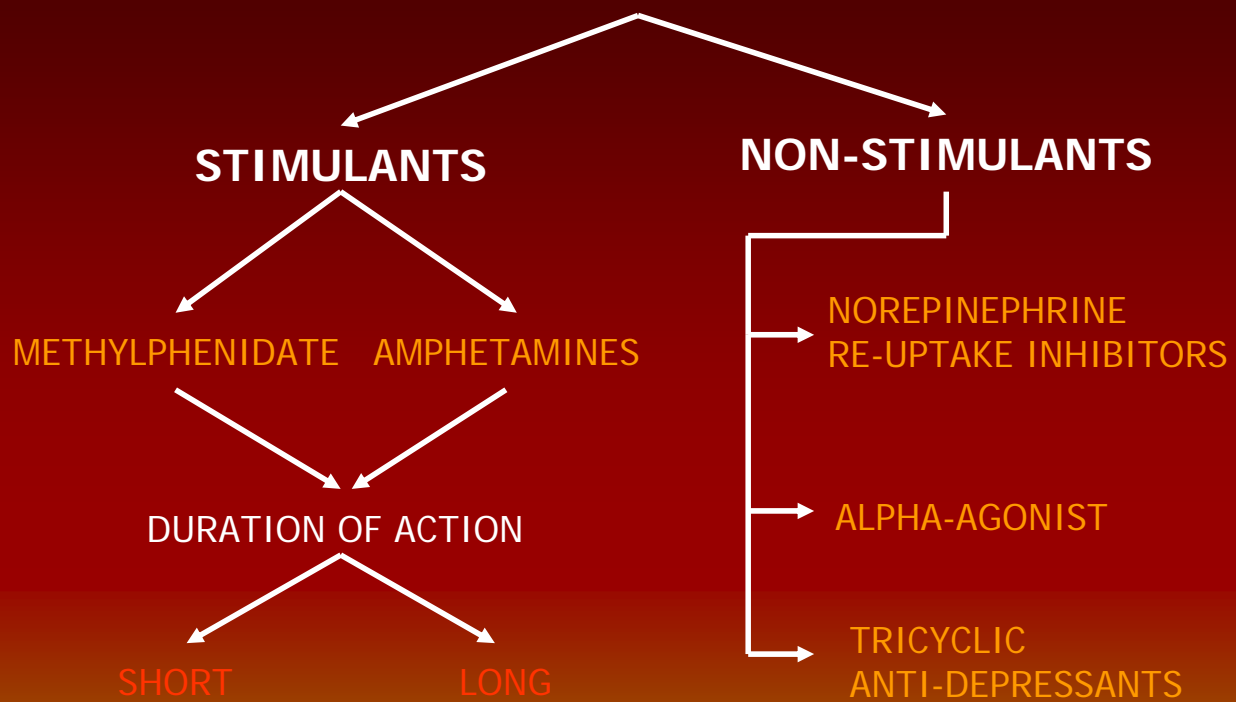 STIMULANTS
NON-STIMULANTS
METHYLPHENIDATE
AMPHETAMINES
NOREPINEPHRINE
RE-UPTAKE INHIBITORS
DURATION OF ACTION
ALPHA-AGONIST
SHORT
LONG
TRICYCLIC
ANTI-DEPRESSANTS